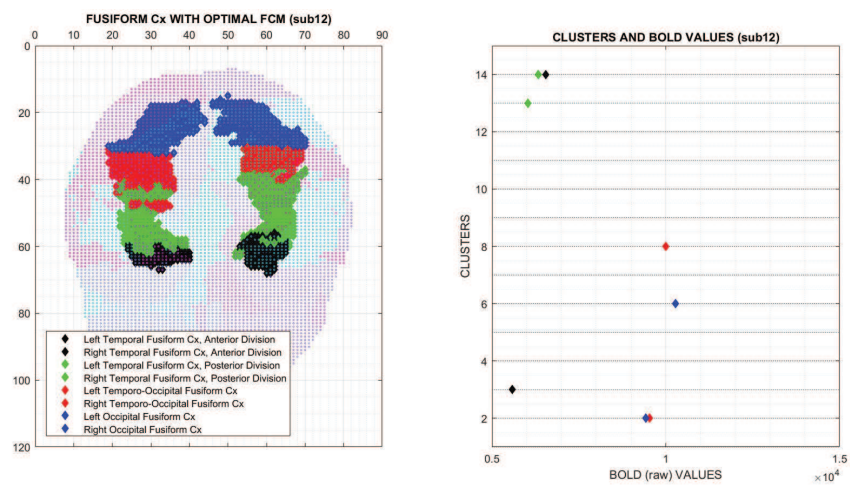 FUSIFORM Cx WITH OPTIMAL FCM (sub12)
0 10 20 30 40 50 60 70 80 90
0
20
40
60
80
100
120
Left Temporal Fusiform Cx, Anterior Division
Right Temporal Fusiform Cx, Anterior Division
Left Temporal Fusiform Cx, Posterior Division
Right Temporal Fusiform Cx, Posterior Division
Left Temporo-Occipital Fusiform Cx
Right Temporo-Occipital Fusiform Cx
Left Occipital Fusiform Cx
Right Occipital Fusiform Cx
CLUSTERS AND BOLD VALUES (sub12)
14
12
10
8
6
4
2
CLUSTERS
0.5 1 1.5
BOLD (raw) VALUES
×10⁴